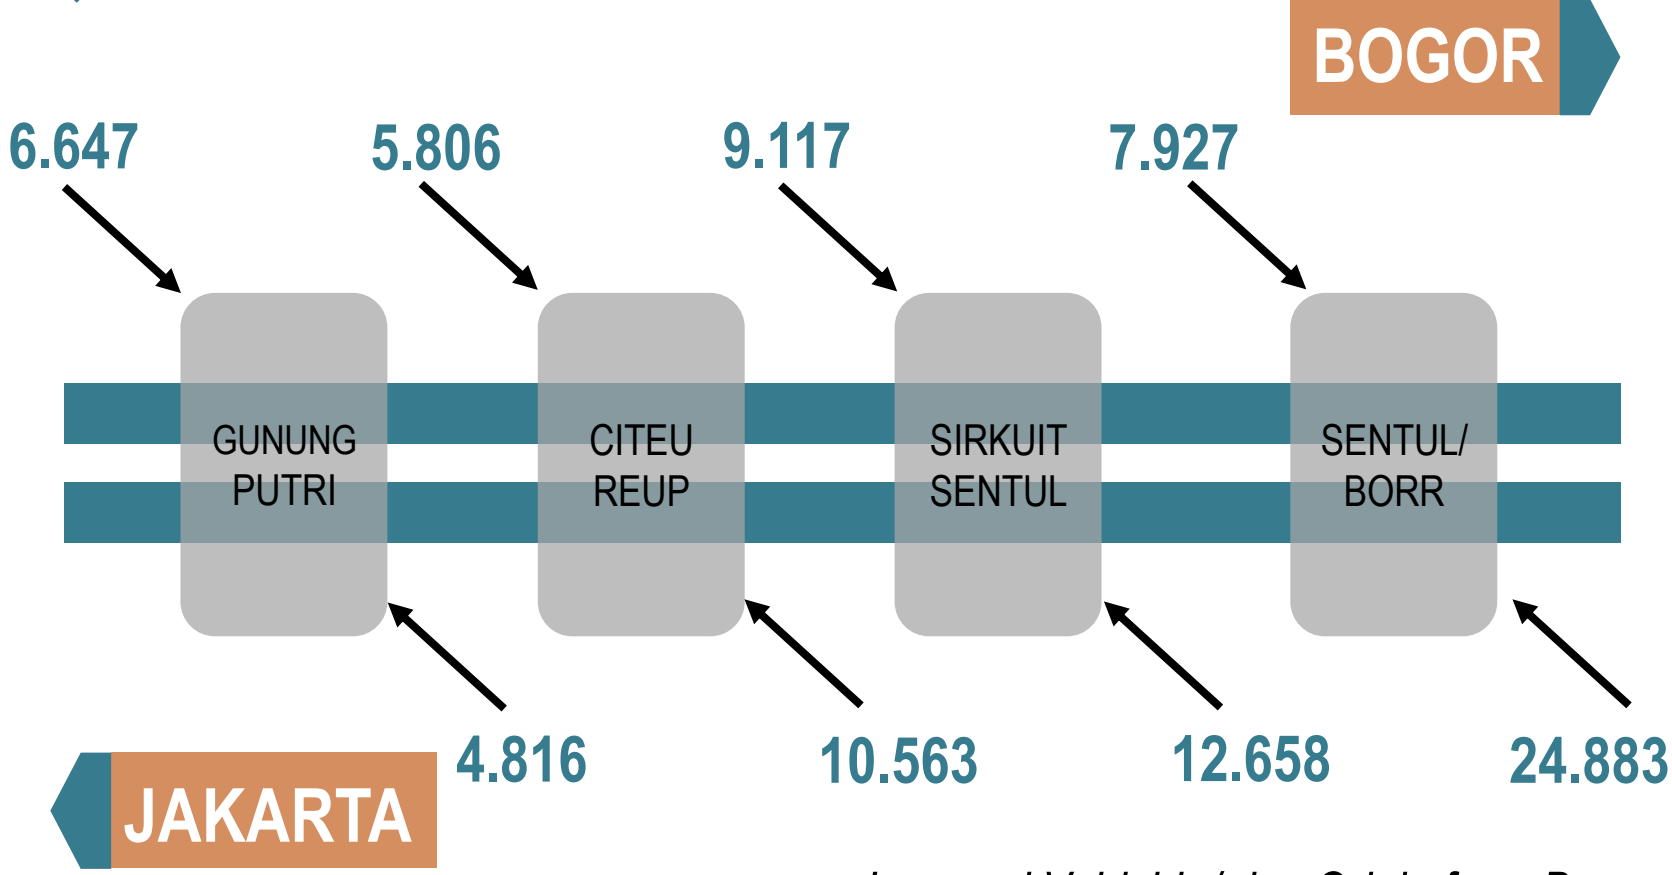 BOGOR
6.647
5.806
9.117
7.927
GUNUNG
PUTRI
CITEU
REUP
SIRKUIT
SENTUL
SENTUL/
BORR
4.816
10.563
12.658
24.883
JAKARTA